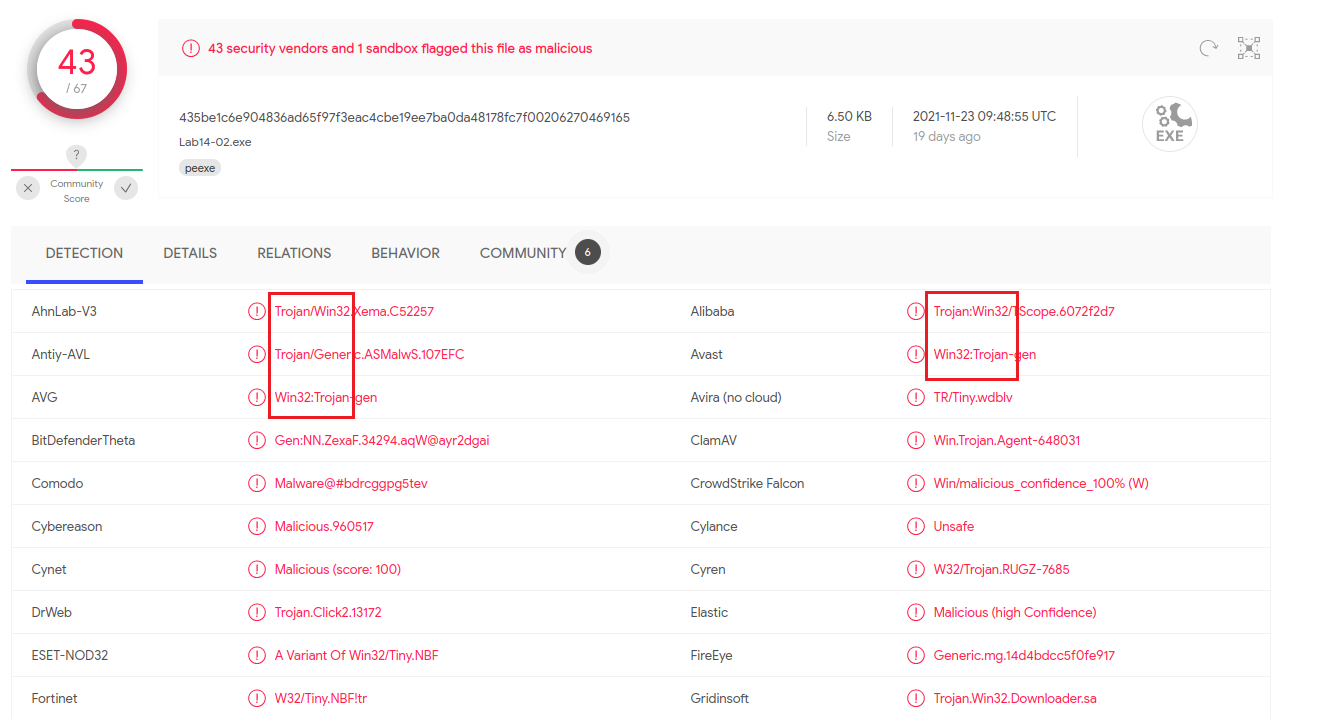 43
/ 67
43 security vendors and 1 sandbox flagged this file as malicious
435be1c6e904836ad65f97f3eac4cbe19ee7ba0da48178fc7f00206270469165
Lab14-02.exe
peexe
6.50 KB
Size
2021-11-23 09:48:55 UTC
19 days ago
EXE
?
Community
Score
DETECTION DETAILS RELATIONS BEHAVIOR COMMUNITY 6
AhnLab-V3 Trojan/Win32.Xema.C52257 Alibaba Trojan:Win32/TScope.6072f2d7
Antiy-AVL Trojan/Generic.ASMalwS.107EFC Avast Win32:Trojan-gen
AVG Win32:Trojan-gen Avira (no cloud) TR/Tiny.wdblv
BitDefenderTheta Gen:NN.ZexaF.34294.aqW@ayr2dgai ClamAV Win.Trojan.Agent-648031
Comodo Malware@#bdrcggpg5tev CrowdStrike Falcon Win/malicious_confidence_100% (W)
Cybereason Malicious.960517 Cylance Unsafe
Cynet Malicious (score: 100) Cyren W32/Trojan.RUGZ-7685
DrWeb Trojan.Click2.13172 Elastic Malicious (high Confidence)
ESET-NOD32 A Variant Of Win32/Tiny.NBF FireEye Generic.mg.14d4bdcc5f0fe917
Fortinet W32/Tiny.NBF!tr Gridinsoft Trojan.Win32.Downloader.sa